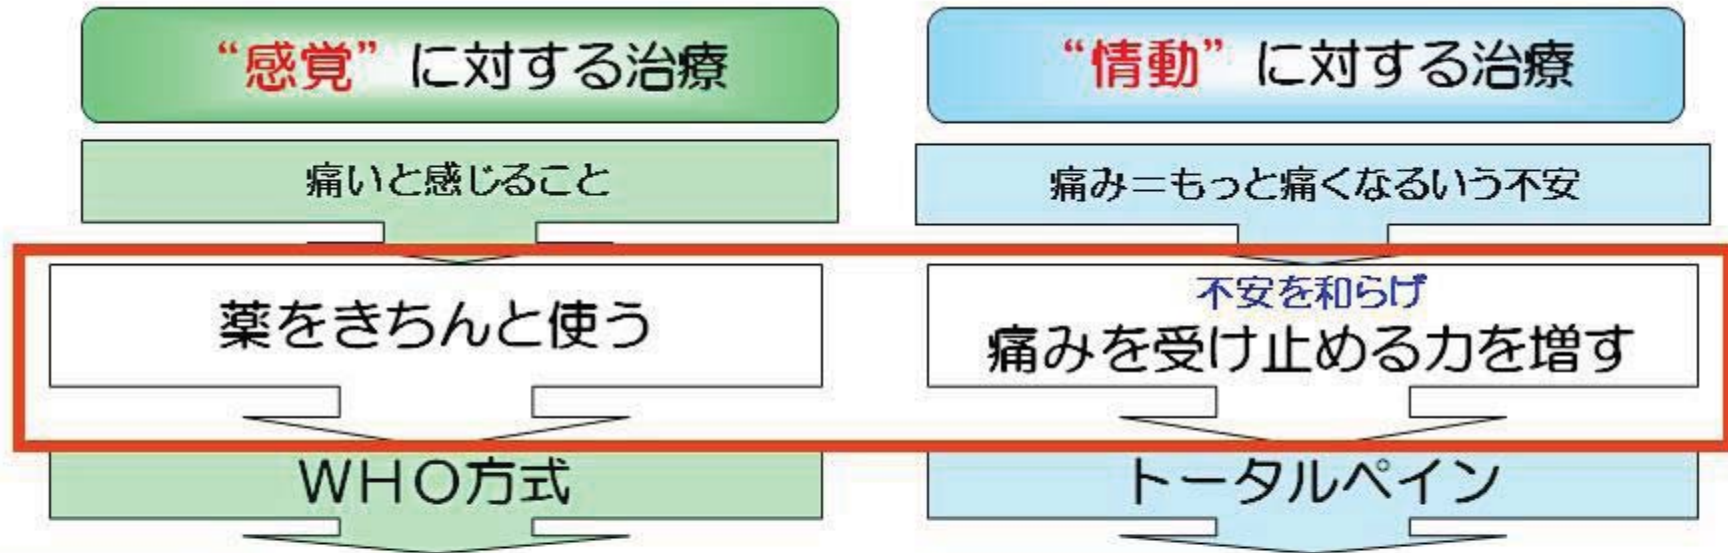 “感覚”に対する治療
痛いと感じること
薬をきちんと使う
WHO方式
“情動”に対する治療
痛み＝もっと痛くなるいう不安
不安を和らげ
痛みを受け止める力を増す
トータルペイン